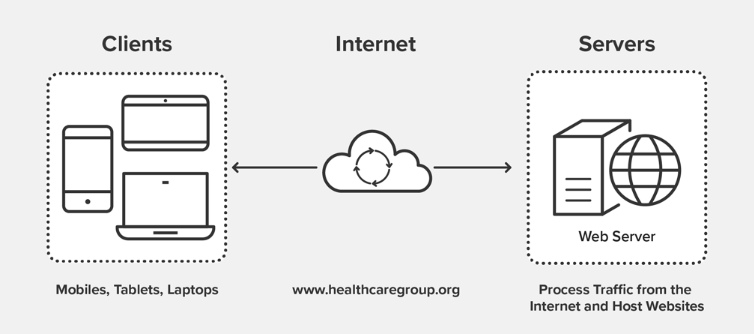 Clients
Internet
Servers
Web Server
Mobiles, Tablets, Laptops
www.healthcaregroup.org
Process Traffic from the
Internet and Host Websites